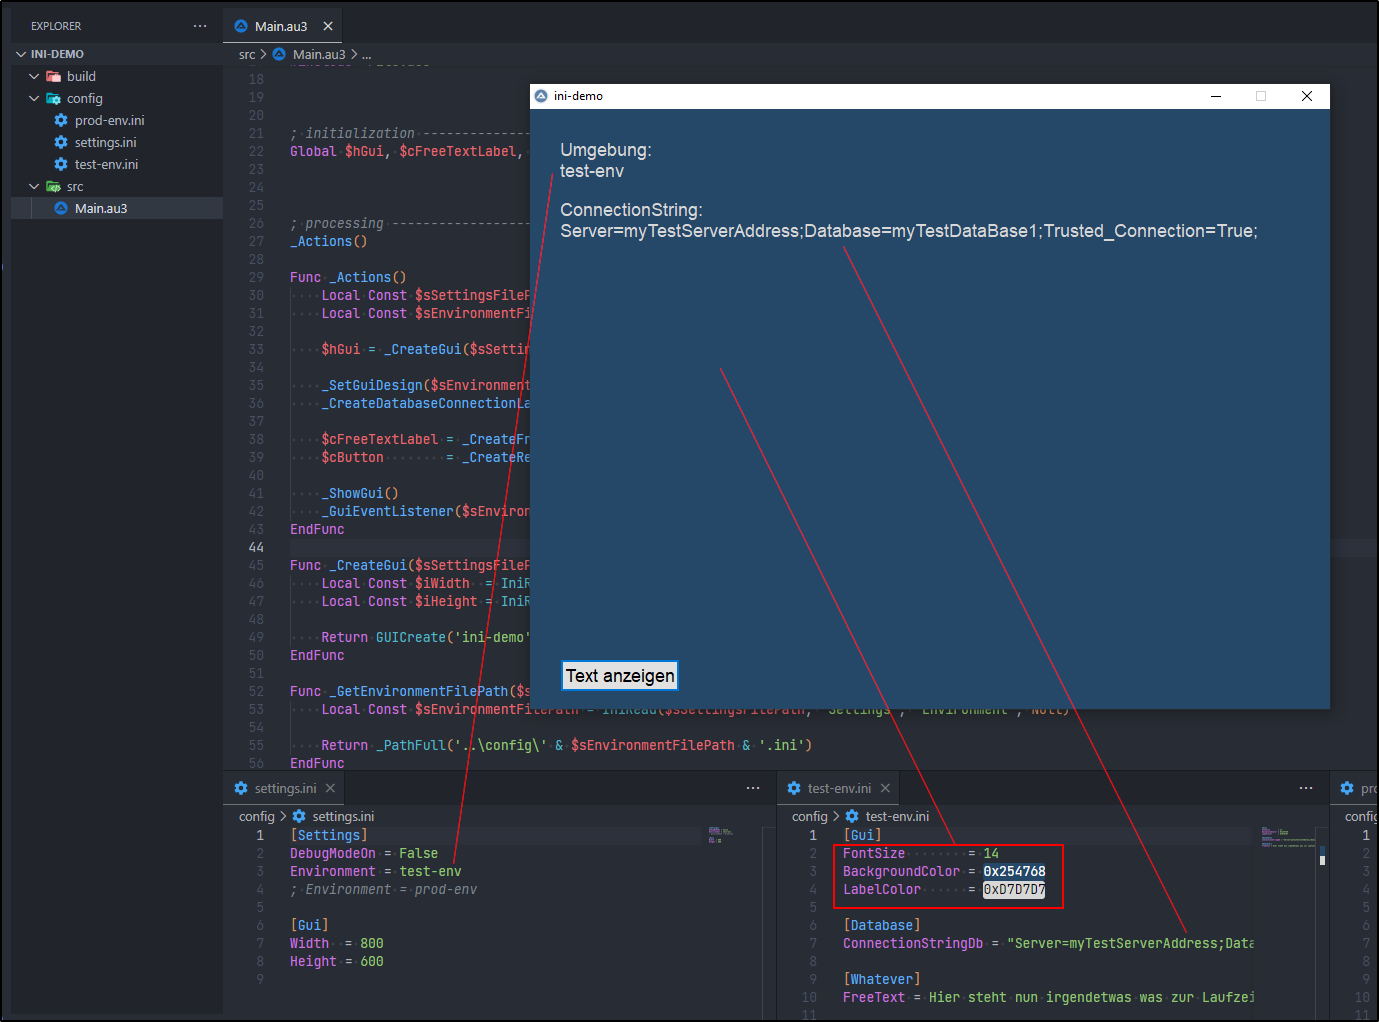 EXPLORER
INI-DEMO
build
config
prod-env.ini
settings.ini
test-env.ini
src
Main.au3
Main.au3
src > Main.au3 > ...
18
19
20
21 ; initialization
22 Global $hGui, $cFreeTextLabel,
23
24
25
26 ; processing
27 _Actions()
28
29 Func _Actions()
30 Local Const $sSettingsFileP
31 Local Const $sEnvironmentFi
32
33 $hGui = _CreateGui($sSettin
34
35 _SetGuiDesign($sEnvironment
36 _CreateDatabaseConnectionLa
37
38 $cFreeTextLabel = _CreateFr
39 $cButton = _CreateRe
40
41 _ShowGui()
42 _GuiEventListener($sEnviron
43 EndFunc
44
45 Func _CreateGui($sSettingsFileP
46 Local Const $iWidth = IniR
47 Local Const $iHeight = IniR
48
49 Return GUICreate('ini-demo'
50 EndFunc
51
52 Func _GetEnvironmentFilePath($s
53 Local Const $sEnvironmentFilePath = IniRead($sSettingsFilePath, 'Settings', 'Environment', Null)
54
55 Return _PathFull('..\config\' & $sEnvironmentFilePath & '.ini')
56 EndFunc
ini-demo
Umgebung:
test-env
ConnectionString:
Server=myTestServerAddress;Database=myTestDataBase1;Trusted_Connection=True;
Text anzeigen
settings.ini
config > settings.ini
1 [Settings]
2 DebugModeOn = False
3 Environment = test-env
4 ; Environment = prod-env
5
6 [Gui]
7 Width = 800
8 Height = 600
9
test-env.ini
config > test-env.ini
1 [Gui]
2 FontSize = 14
3 BackgroundColor = 0x254768
4 LabelColor = 0xD7D7D7
5
6 [Database]
7 ConnectionStringDb = "Server=myTestServerAddress;Data
8
9 [Whatever]
10 FreeText = Hier steht nun irgendetwas was zur Laufzei
11
pro
config
1
2
3
4
5
6
7
8
9
10
11